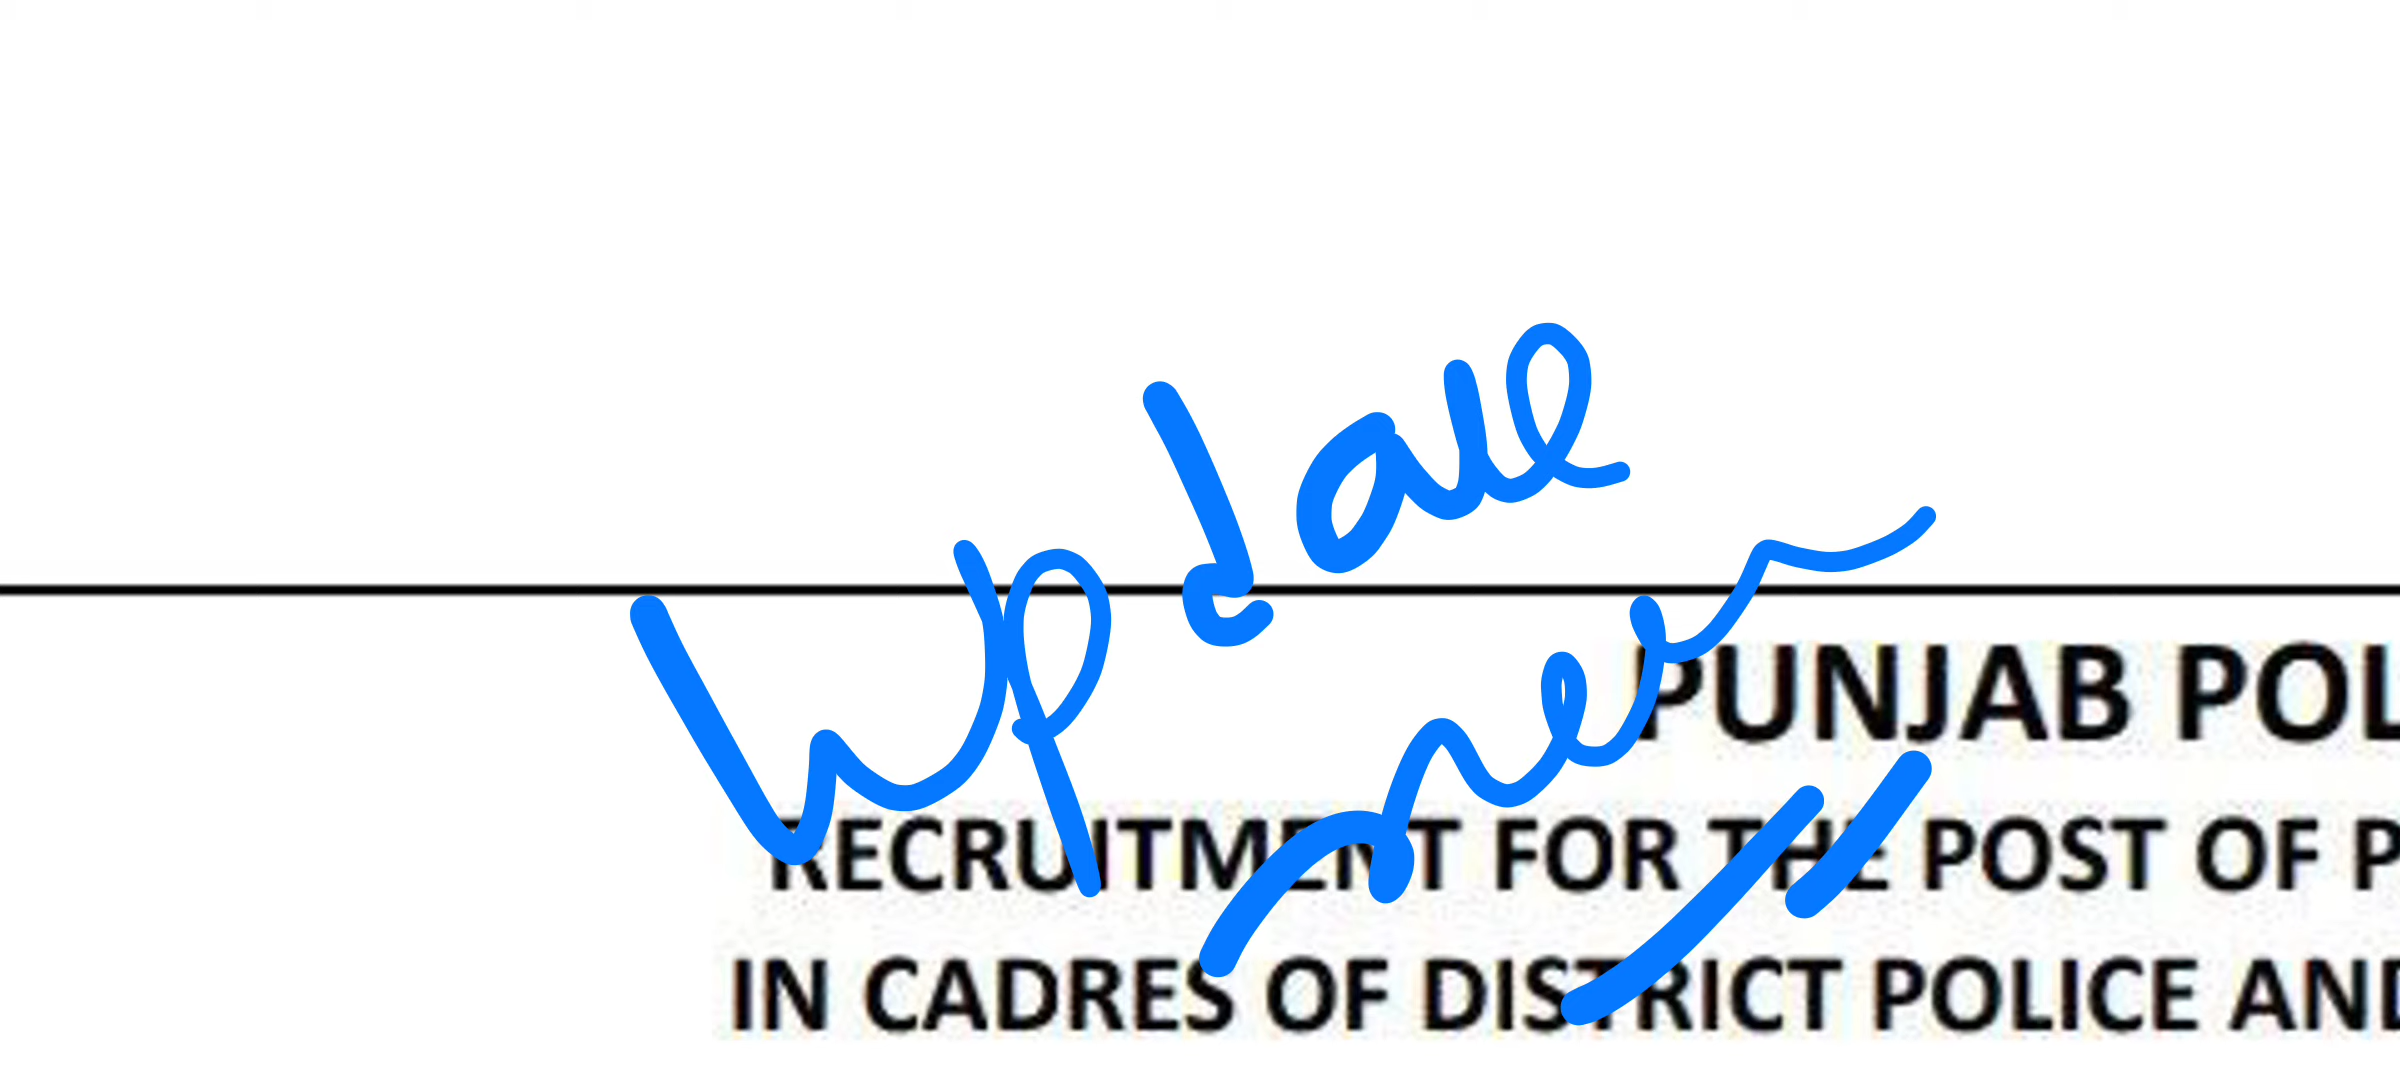 Update
new
PUNJAB POL
RECRUITMENT FOR THE POST OF P
IN CADRES OF DISTRICT POLICE AND